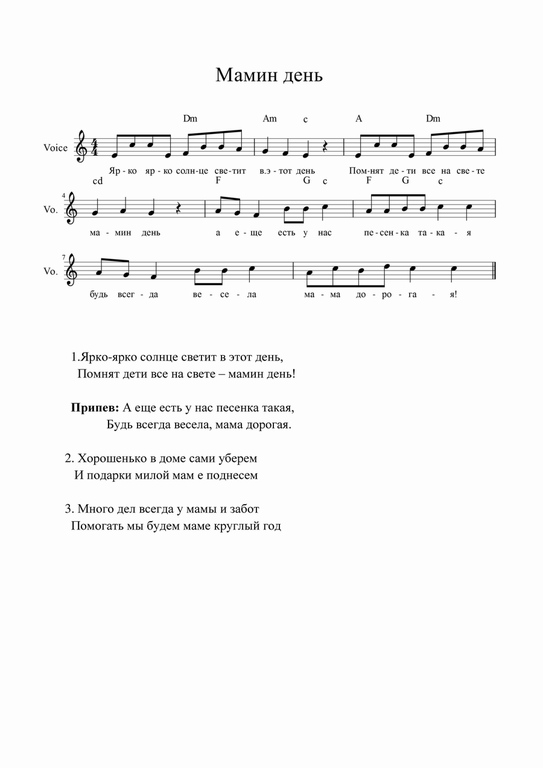 Мамин день
Dm Am c A Dm
Voice
Яр - ко яр - ко солн - це све - тит в.э - тот день Пом - нят де - ти все на све - те
cd F G c F G c
4
Vo.
ма - мин день а е - ще есть у нас пе - сен - ка та - ка - я
7
Vo.
будь всег - да ве - се - ла ма - ма до - ро - га - я!
1.Ярко-ярко солнце светит в этот день,
Помнят дети все на свете – мамин день!
Припев: А еще есть у нас песенка такая,
Будь всегда весела, мама дорогая.
2. Хорошенько в доме сами уберем
И подарки милой мам е поднесем
3. Много дел всегда у мамы и забот
Помогать мы будем маме круглый год